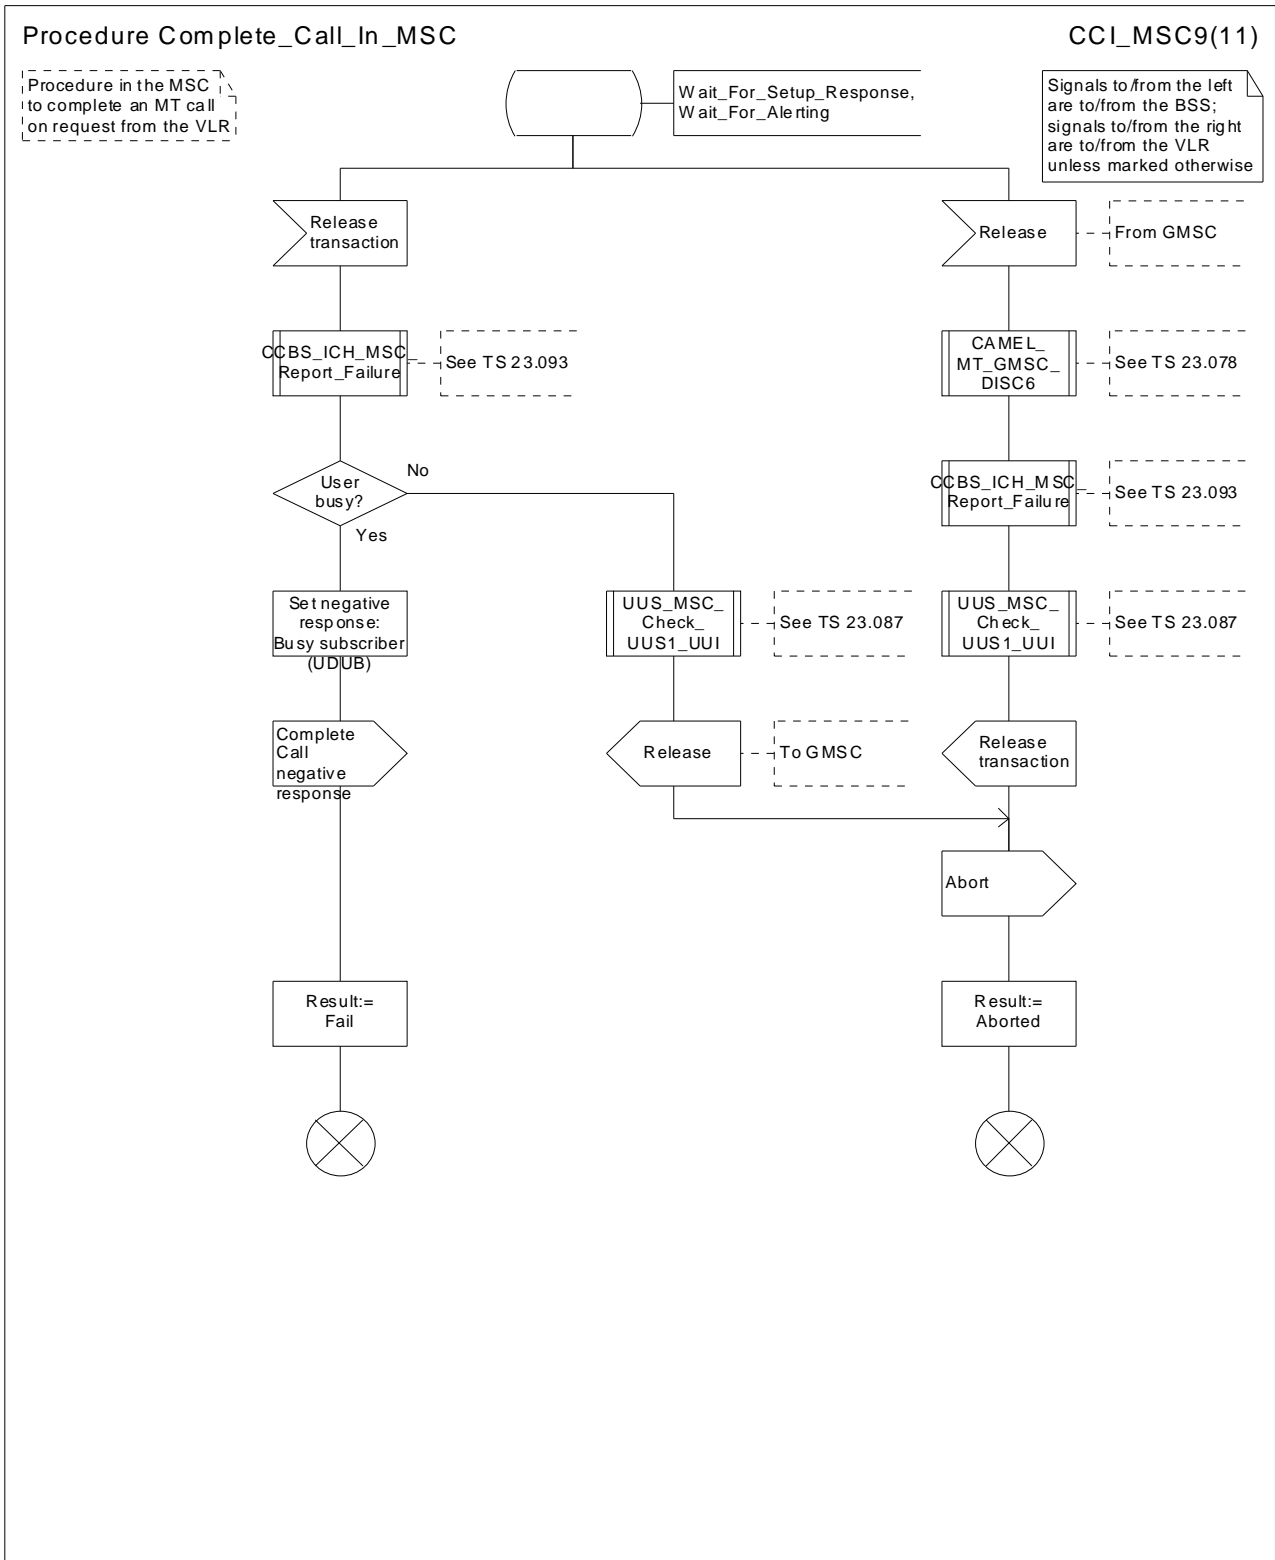 Procedure Complete_Call_In_MSC
CCI_MSC9(11)
Procedure in the MSC
to complete an MT call
on request from the VLR
Wait_For_Setup_Response,
Wait_For_Alerting
Signals to/from the left
are to/from the BSS;
signals to/from the right
are to/from the VLR
unless marked otherwise
Release
transaction
Release
From GMSC
CCBS_ICH_MSC_
Report_Failure
See TS 23.093
CAMEL_
MT_GMSC_
DISC6
See TS 23.078
User
busy?
No
Yes
CCBS_ICH_MSC_
Report_Failure
See TS 23.093
Set negative
response:
Busy subscriber
(UDUB)
UUS_MSC_
Check_
UUS1_UUI
See TS 23.087
UUS_MSC_
Check_
UUS1_UUI
See TS 23.087
Complete
Call
negative
response
Release
To GMSC
Release
transaction
Abort
Result:=
Fail
Result:=
Aborted